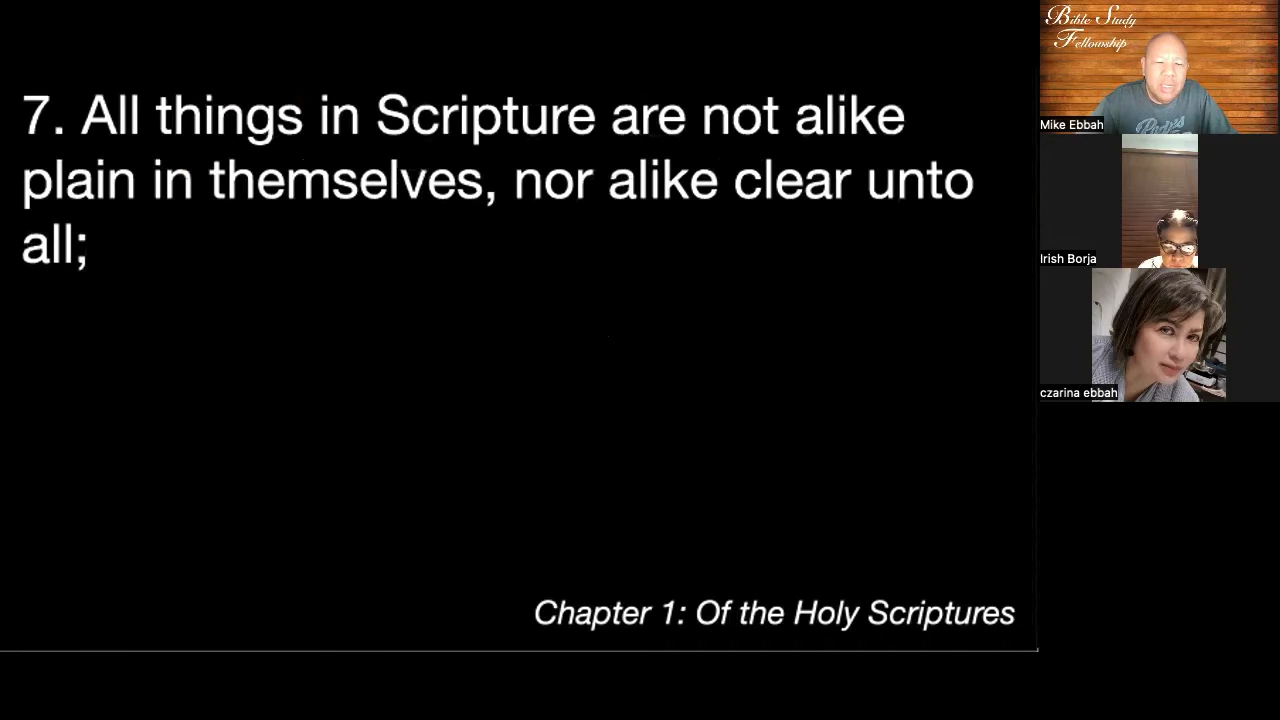 7. All things in Scripture are not alike
plain in themselves, nor alike clear unto
all;
Chapter 1: Of the Holy Scriptures
Bible Study
Fellowship
Mike Ebbah
Irish Borja
czarina ebbah